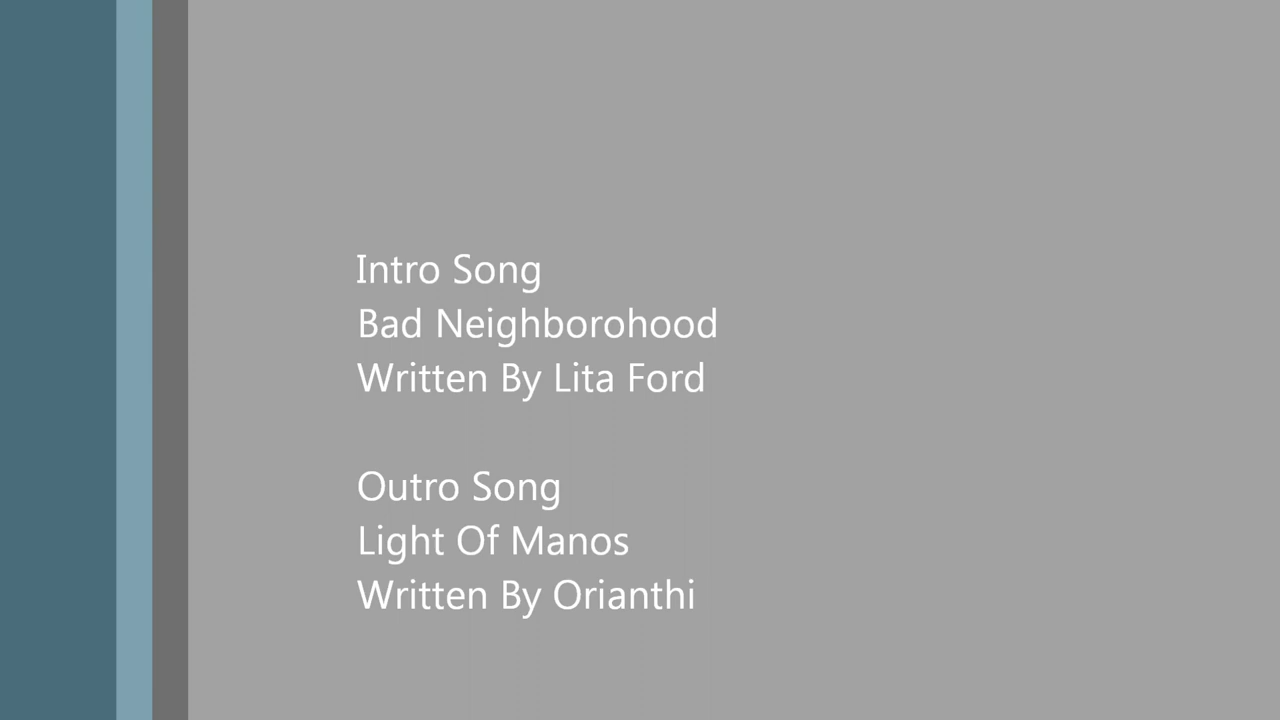 Intro Song
Bad Neighborohood
Written By Lita Ford
Outro Song
Light Of Manos
Written By Orianthi